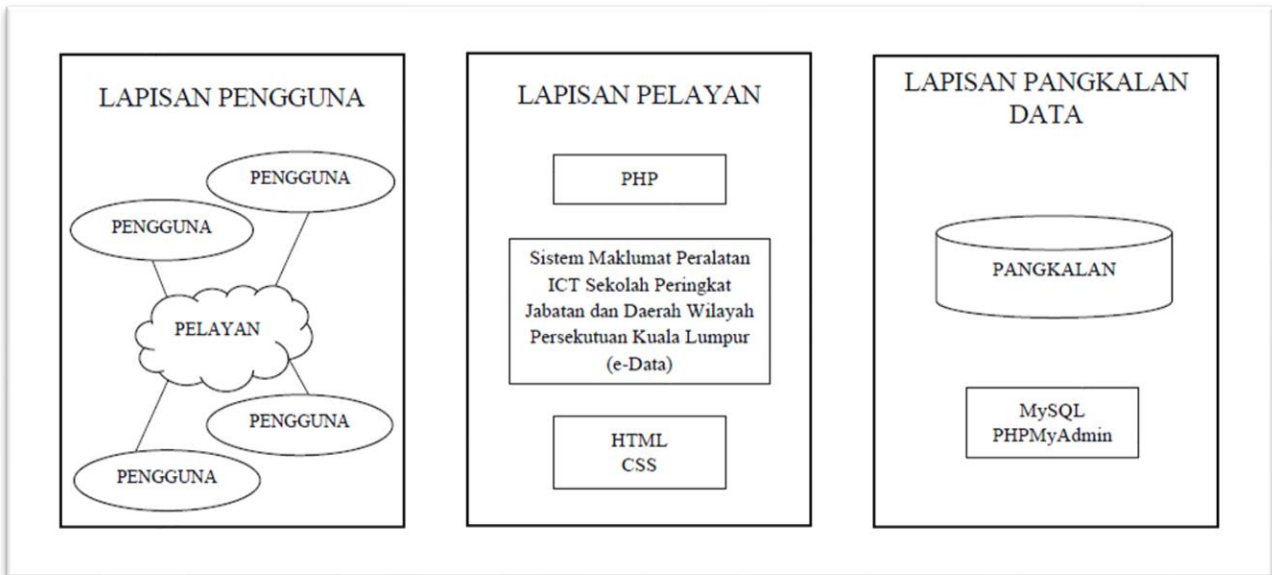 LAPISAN PENGGUNA
PENGGUNA
PENGGUNA
PELAYAN
PENGGUNA
PENGGUNA
LAPISAN PELAYAN
PHP
Sistem Maklumat Peralatan
ICT Sekolah Peringkat
Jabatan dan Daerah Wilayah
Persekutuan Kuala Lumpur
(e-Data)
HTML
CSS
LAPISAN PANGKALAN
DATA
PANGKALAN
MySQL
PHPMyAdmin